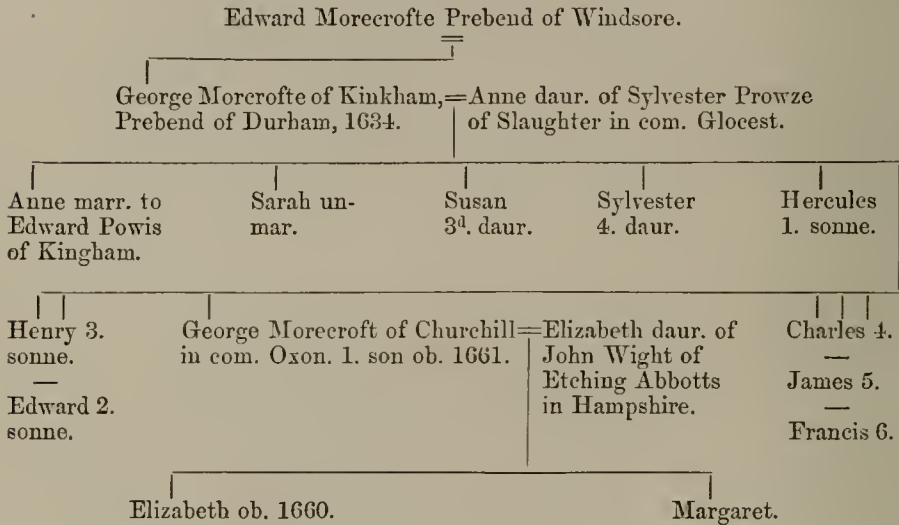 Edward Morecrofte Prebend of Windsore.
George Morcrofte of Kinkham,=Anne daur. of Sylvester Prowze
Prebend of Durham, 1634. of Slaughter in com. Glocest.
Anne marr. to
Edward Powis
of Kingham.
Sarah un-
mar.
Susan
3d. daur.
Sylvester
4. daur.
Hercules
1. sonne.
Henry 3.
sonne.
—
Edward 2.
sonne.
George Morecroft of Churchill=Elizabeth daur. of
in com. Oxon. 1. son ob. 1661. John Wight of
Etching Abbotts
in Hampshire.
Charles 4.
—
James 5.
—
Francis 6.
Elizabeth ob. 1660.
Margaret.